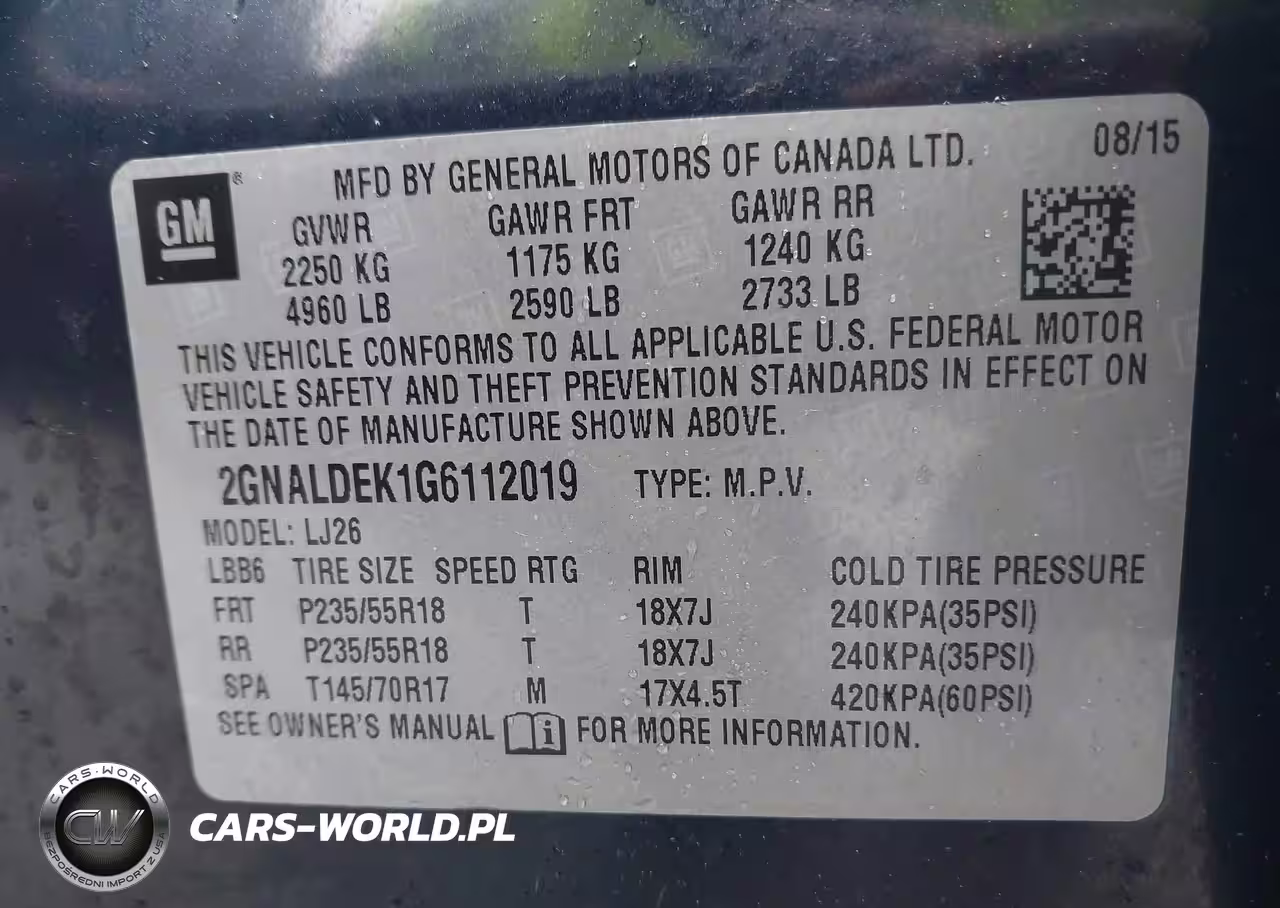 08/15
MFD BY GENERAL MOTORS OF CANADA LTD.
GM ®
GVWR GAWR FRT GAWR RR
2250 KG 1175 KG 1240 KG
4960 LB 2590 LB 2733 LB
THIS VEHICLE CONFORMS TO ALL APPLICABLE U.S. FEDERAL MOTOR
VEHICLE SAFETY AND THEFT PREVENTION STANDARDS IN EFFECT ON
THE DATE OF MANUFACTURE SHOWN ABOVE.
2GNALDEK1G6112019 TYPE: M.P.V.
MODEL: LJ26
LBB6 TIRE SIZE SPEED RTG RIM COLD TIRE PRESSURE
FRT P235/55R18 T 18X7J 240KPA(35PSI)
RR P235/55R18 T 18X7J 240KPA(35PSI)
SPA T145/70R17 M 17X4.5T 420KPA(60PSI)
SEE OWNER'S MANUAL i FOR MORE INFORMATION.
CARS-WORLD
CW
BEZPOŚREDNI IMPORT Z USA
CARS-WORLD.PL